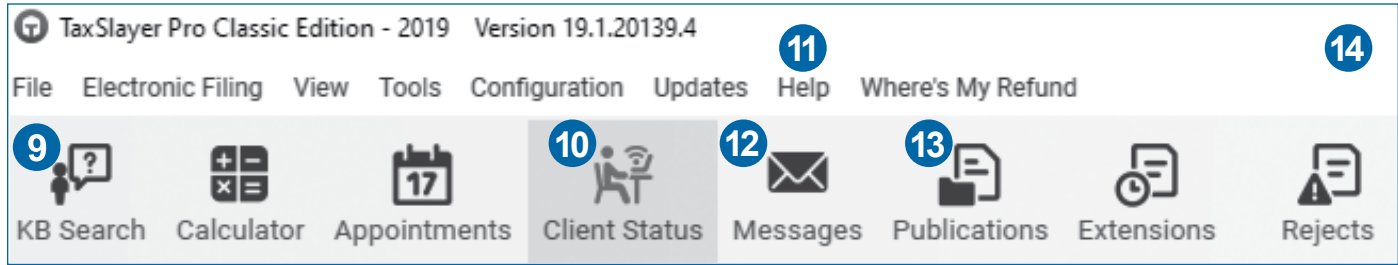 TaxSlayer Pro Classic Edition - 2019 Version 19.1.20139.4
11 14
File Electronic Filing View Tools Configuration Updates Help Where's My Refund
9 10 12 13
? 17
KB Search Calculator Appointments Client Status Messages Publications Extensions Rejects